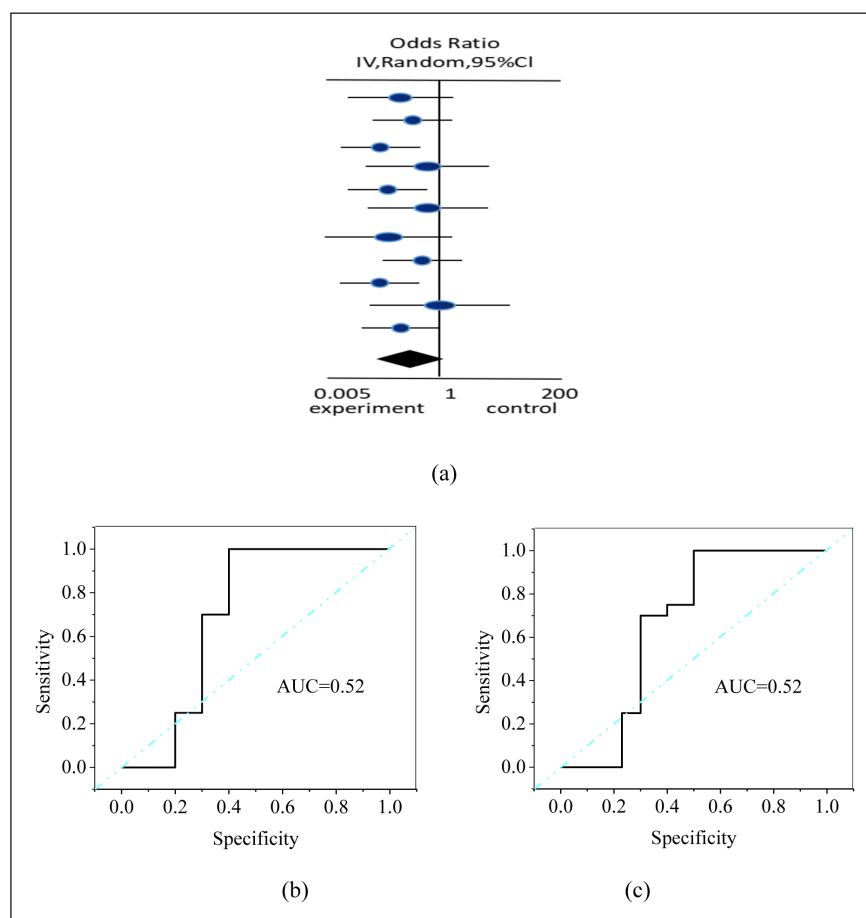 Odds Ratio
IV,Random,95%Cl
0.005 1 200
experiment control
(a)
1.0
0.8
0.6
0.4
0.2
0.0
Sensitivity
AUC=0.52
0.0 0.2 0.4 0.6 0.8 1.0
Specificity
(b)
1.0
0.8
0.6
0.4
0.2
0.0
Sensitivity
AUC=0.52
0.0 0.2 0.4 0.6 0.8 1.0
Specificity
(c)